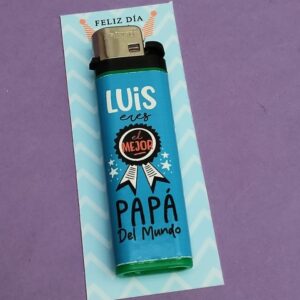 FELIZ DÍA
LUiS
eres
el
MEJOR
PAPÁ
Del Mundo